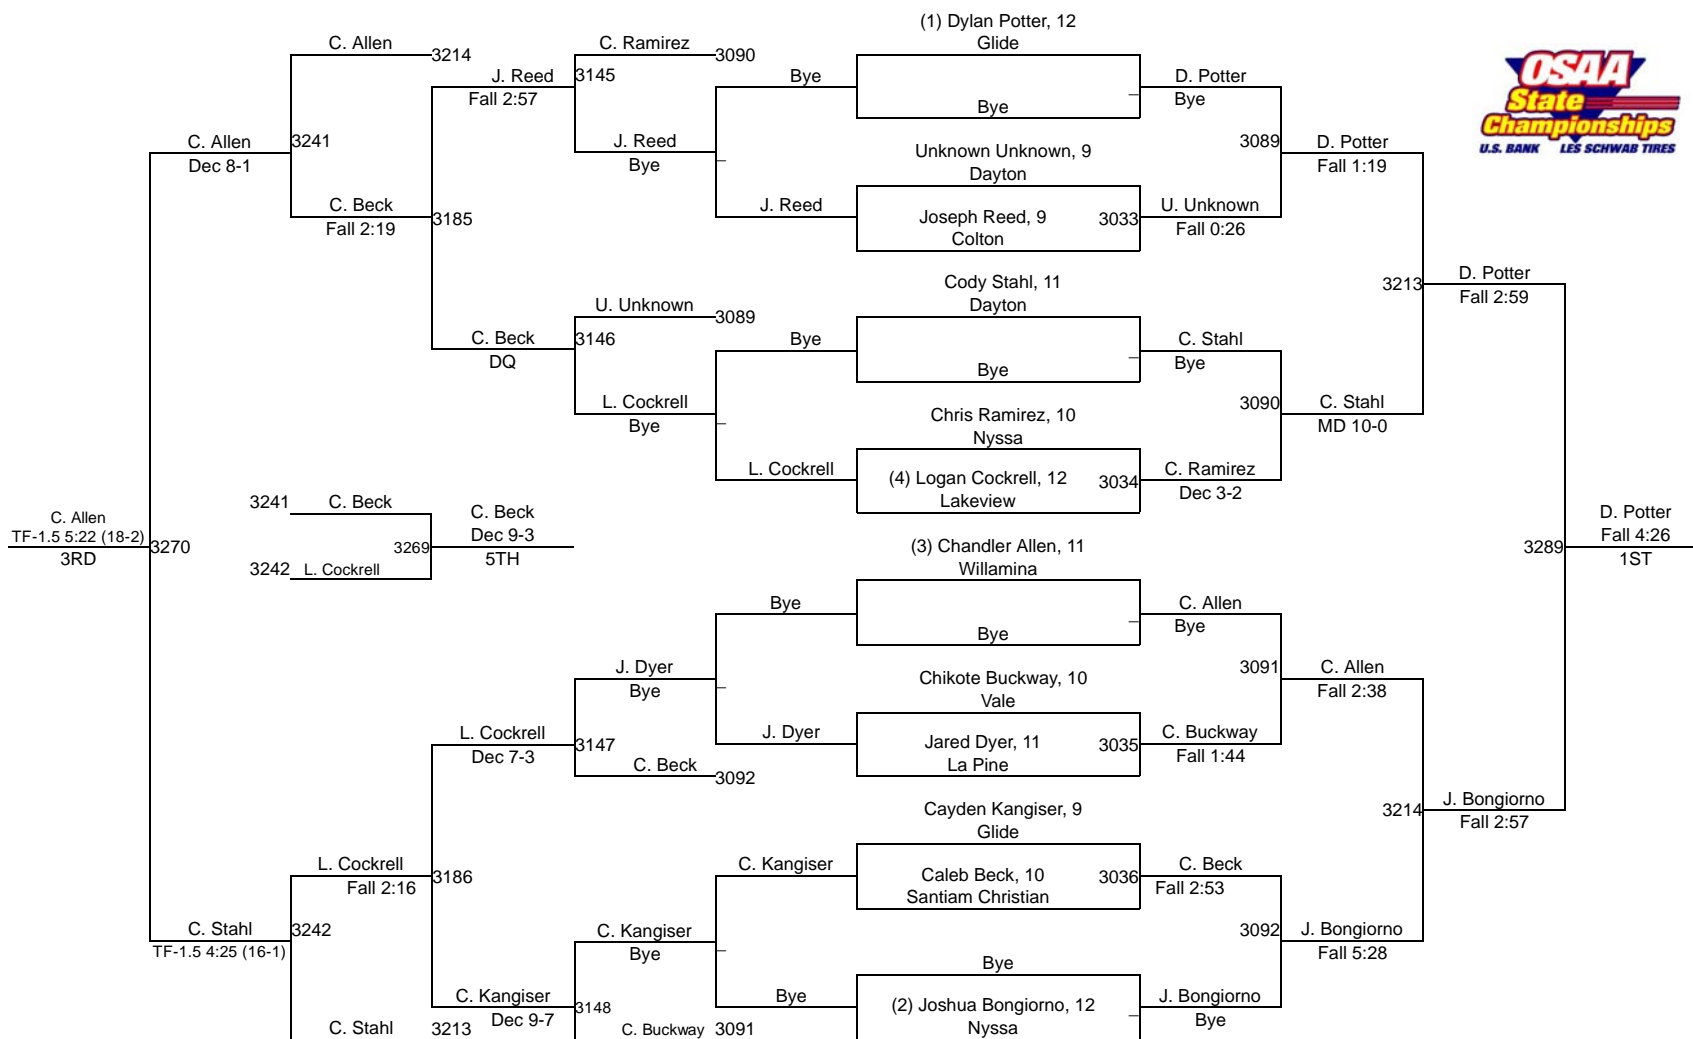 (1) Dylan Potter, 12
C. Allen
C. Ramirez
Glide
3214
3090
J. Reed
3145
Bye
D. Potter
Fall 2:57
Bye
Bye
OSAA
State
Championships
U.S. BANK LES SCHWAB TIRES
C. Allen
3241
J. Reed
Unknown Unknown, 9
3089
D. Potter
Dec 8-1
Bye
Dayton
Fall 1:19
C. Beck
3185
J. Reed
Joseph Reed, 9
3033
U. Unknown
Fall 2:19
Colton
Fall 0:26
Cody Stahl, 11
3213
D. Potter
U. Unknown
3089
Dayton
Fall 2:59
C. Beck
3146
Bye
C. Stahl
DQ
Bye
Bye
L. Cockrell
Chris Ramirez, 10
3090
C. Stahl
Bye
Nyssa
MD 10-0
L. Cockrell
(4) Logan Cockrell, 12
3034
C. Ramirez
Lakeview
Dec 3-2
3241
C. Beck
C. Beck
C. Allen
Dec 9-3
D. Potter
TF-1.5 5:22 (18-2)
3270
3269
(3) Chandler Allen, 11
3289
Fall 4:26
3RD
5TH
Willamina
1ST
3242
L. Cockrell
Bye
C. Allen
Bye
Bye
J. Dyer
Chikote Buckway, 10
3091
C. Allen
Bye
Vale
Fall 2:38
L. Cockrell
3147
J. Dyer
Jared Dyer, 11
3035
C. Buckway
Dec 7-3
C. Beck
3092
La Pine
Fall 1:44
Cayden Kangiser, 9
3214
J. Bongiorno
Glide
Fall 2:57
L. Cockrell
3186
C. Kangiser
Caleb Beck, 10
3036
C. Beck
Fall 2:16
Santiam Christian
Fall 2:53
C. Stahl
3242
C. Kangiser
3092
J. Bongiorno
TF-1.5 4:25 (16-1)
Bye
Bye
Fall 5:28
C. Kangiser
3148
Bye
(2) Joshua Bongiorno, 12
J. Bongiorno
C. Stahl
3213
Dec 9-7
C. Buckway
3091
Nyssa
Bye